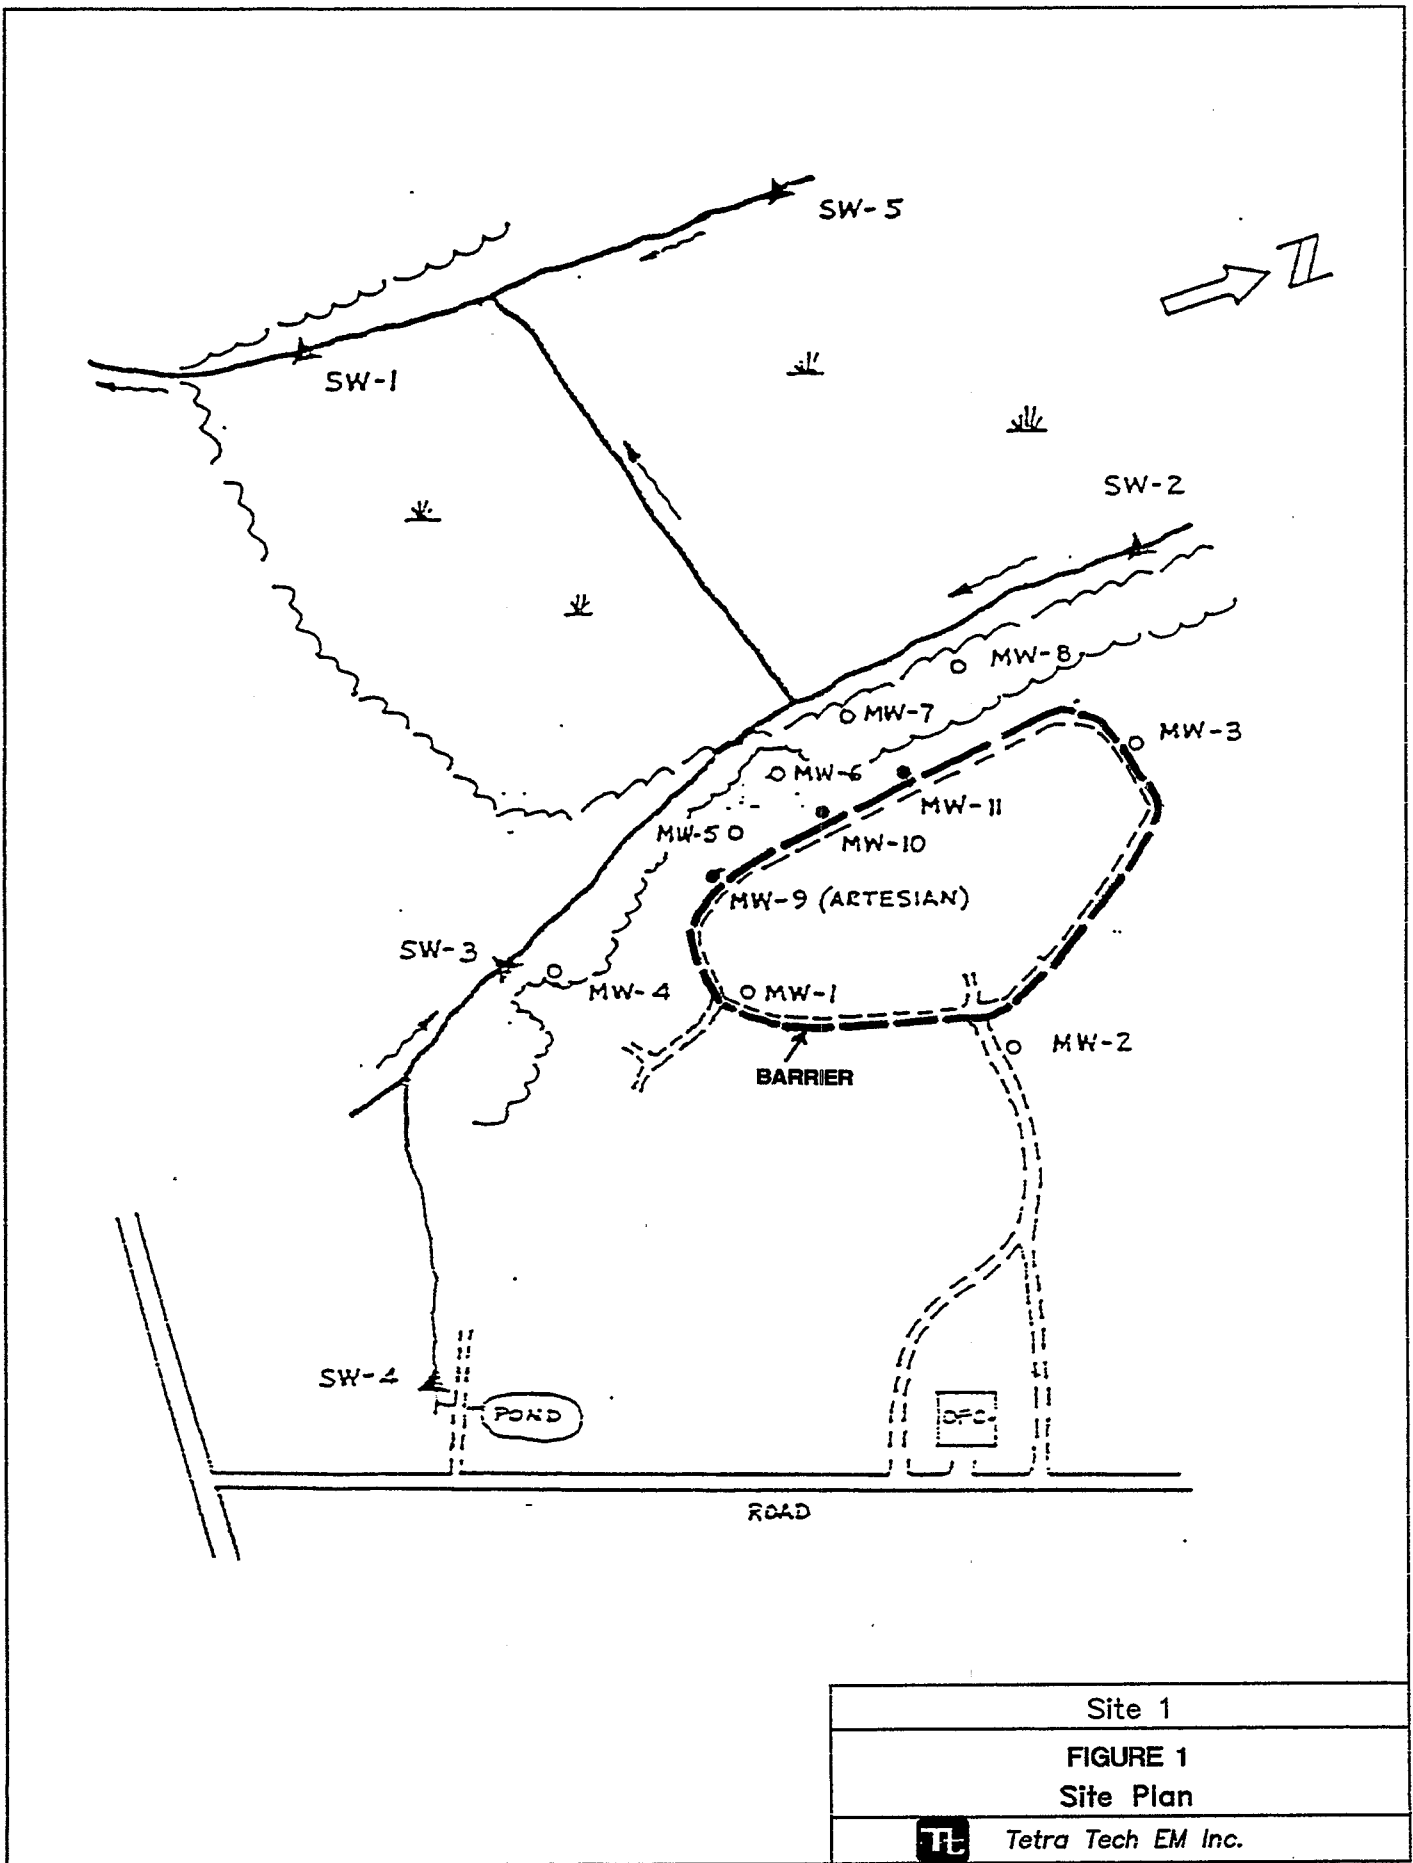 SW-5
N
SW-1
SW-2
MW-8
MW-7
MW-3
MW-6
MW-11
MW-5
MW-10
MW-9 (ARTESIAN)
SW-3
MW-4
MW-1
MW-2
BARRIER
SW-4
POND
OFC.
ROAD
Site 1
FIGURE 1
Site Plan
Tt
Tetra Tech EM Inc.